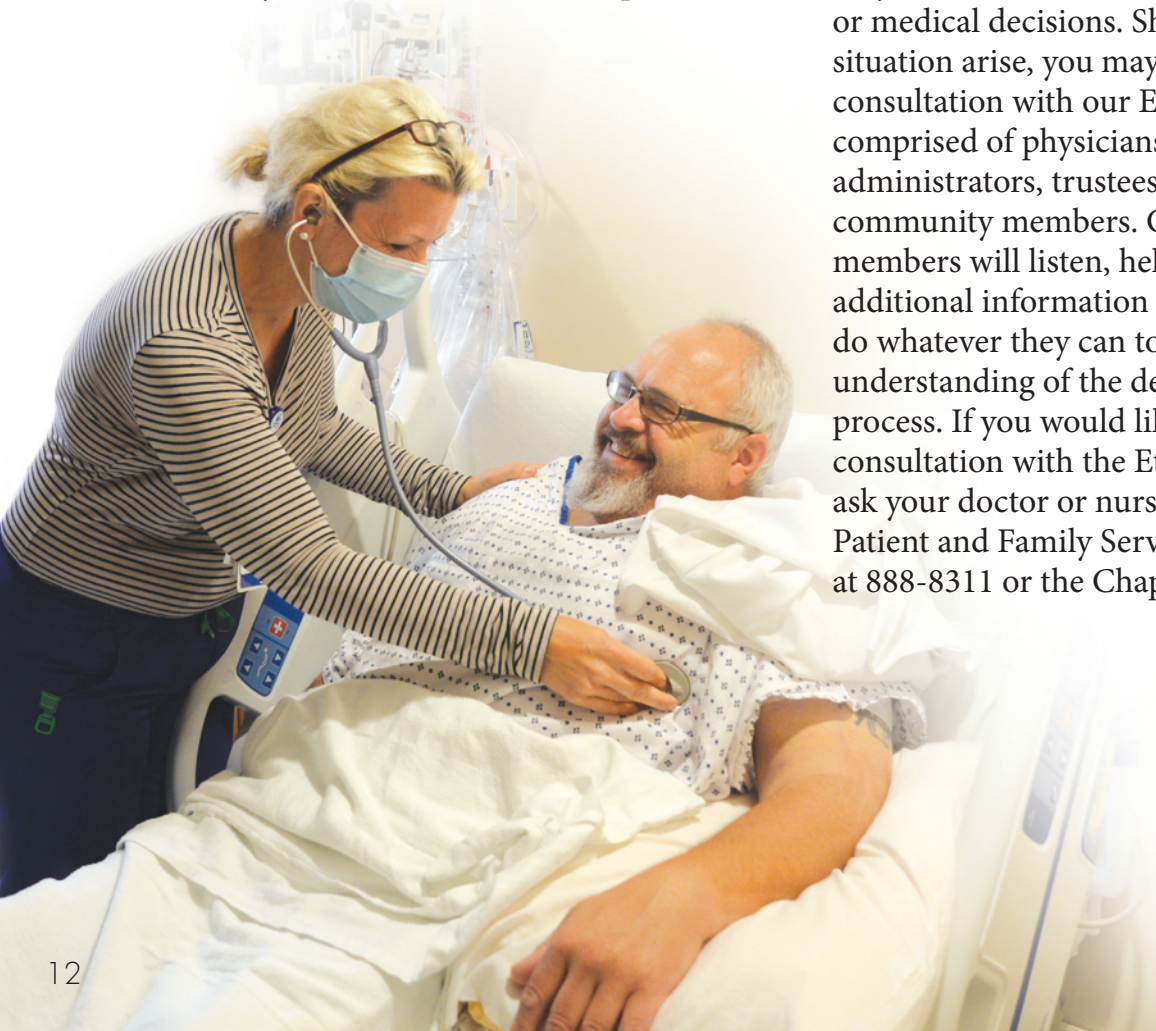 or medical decisions. Sh
situation arise, you may
consultation with our E
comprised of physicians
administrators, trustees
community members. C
members will listen, hel
additional information
do whatever they can to
understanding of the de
process. If you would lik
consultation with the Et
ask your doctor or nurs
Patient and Family Serv
at 888-8311 or the Chap
12